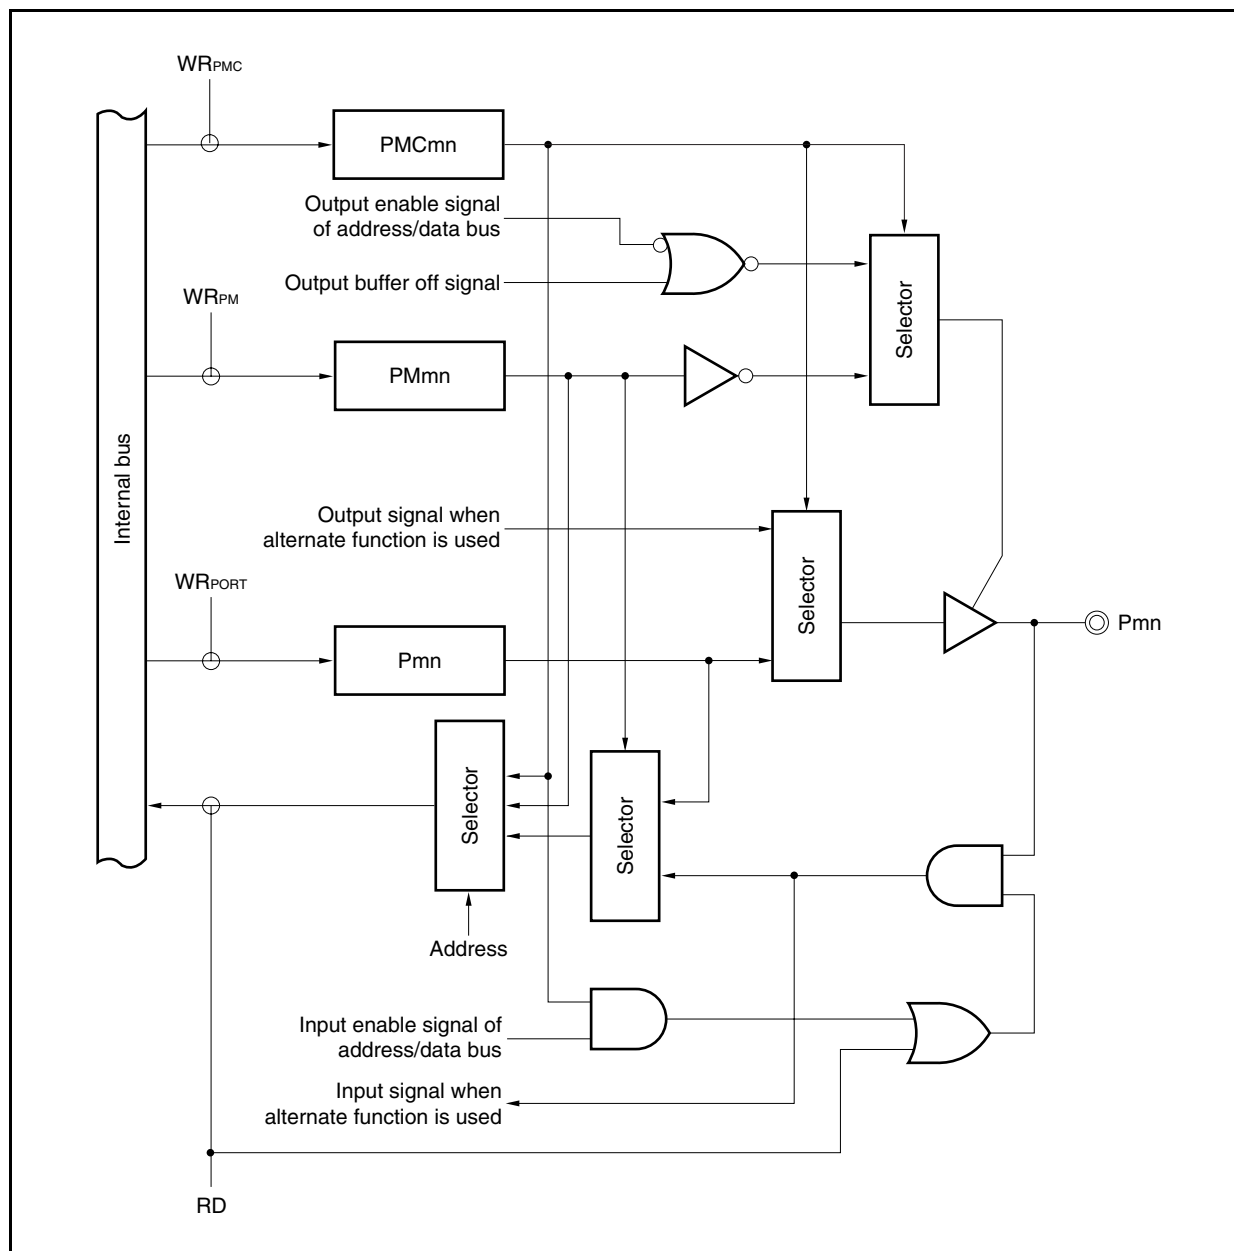 WRPMC
PMCmn
Output enable signal
of address/data bus
Output buffer off signal
Selector
WRPM
PMmn
Internal bus
Output signal when
alternate function is used
Selector
WRPORT
Pmn
Pmn
Selector
Selector
Address
Input enable signal of
address/data bus
Input signal when
alternate function is used
RD